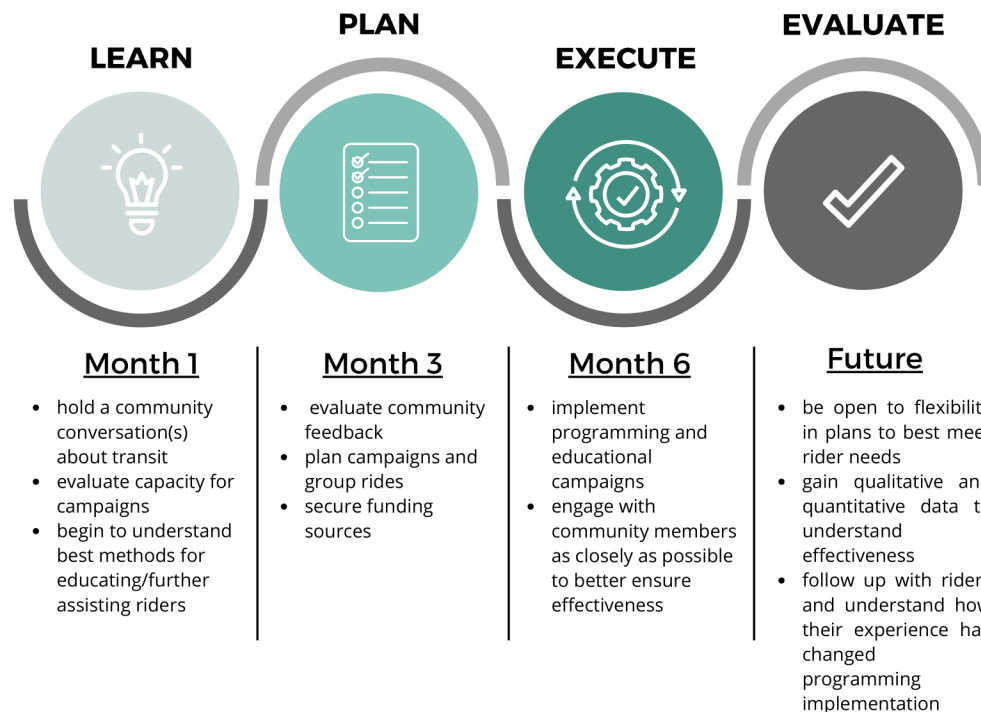 LEARN
PLAN
EXECUTE
EVALUATE
Month 1
• hold a community
conversation(s)
about transit
• evaluate capacity for
campaigns
• begin to understand
best methods for
educating/further
assisting riders
Month 3
• evaluate community
feedback
• plan campaigns and
group rides
• secure funding
sources
Month 6
• implement
programming and
educational
campaigns
• engage with
community members
as closely as possible
to better ensure
effectiveness
Future
• be open to flexibilit
in plans to best mee
rider needs
• gain qualitative an
quantitative data t
understand
effectiveness
• follow up with rider
and understand how
their experience ha
changed
programming
implementation